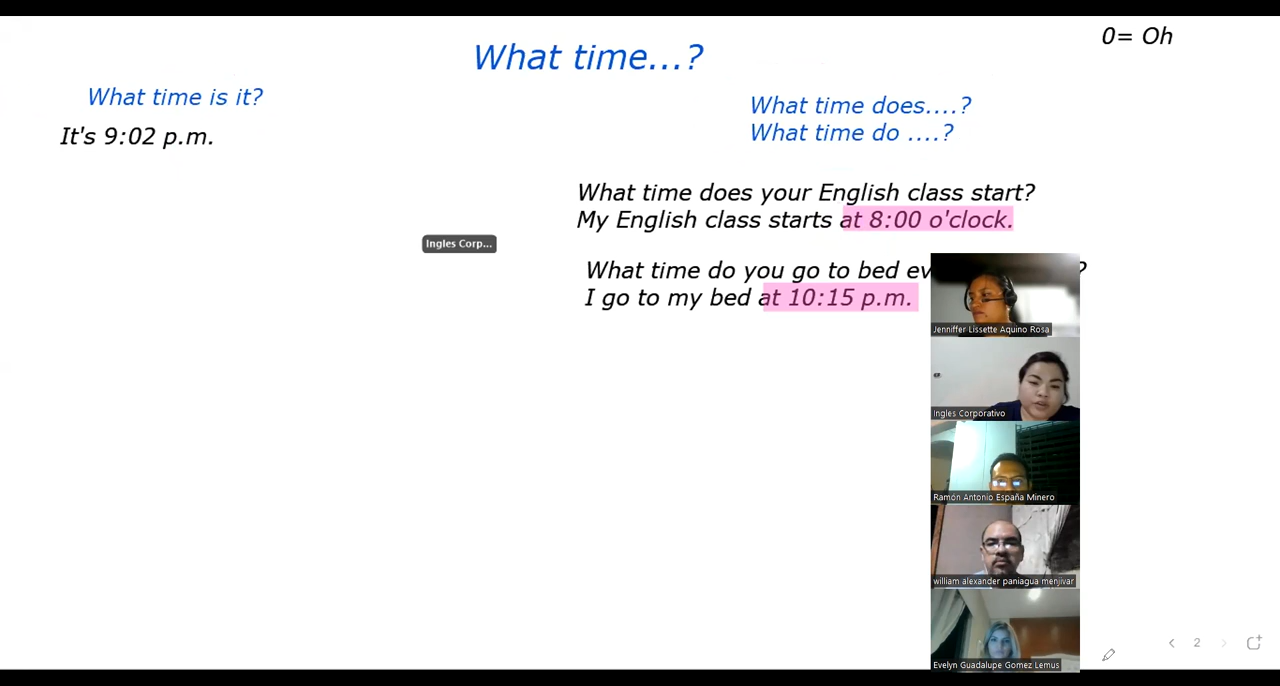 0= Oh
What time...?
What time is it?
It's 9:02 p.m.
What time does....?
What time do ....?
What time does your English class start?
My English class starts at 8:00 o'clock.
Ingles Corp...
What time do you go to bed ?
I go to my bed at 10:15 p.m.
Jenniffer Lissette Aquino Rosa
Ingles Corporativo
Ramón Antonio España Minero
william alexander paniagua menjivar
Evelyn Guadalupe Gomez Lemus
2